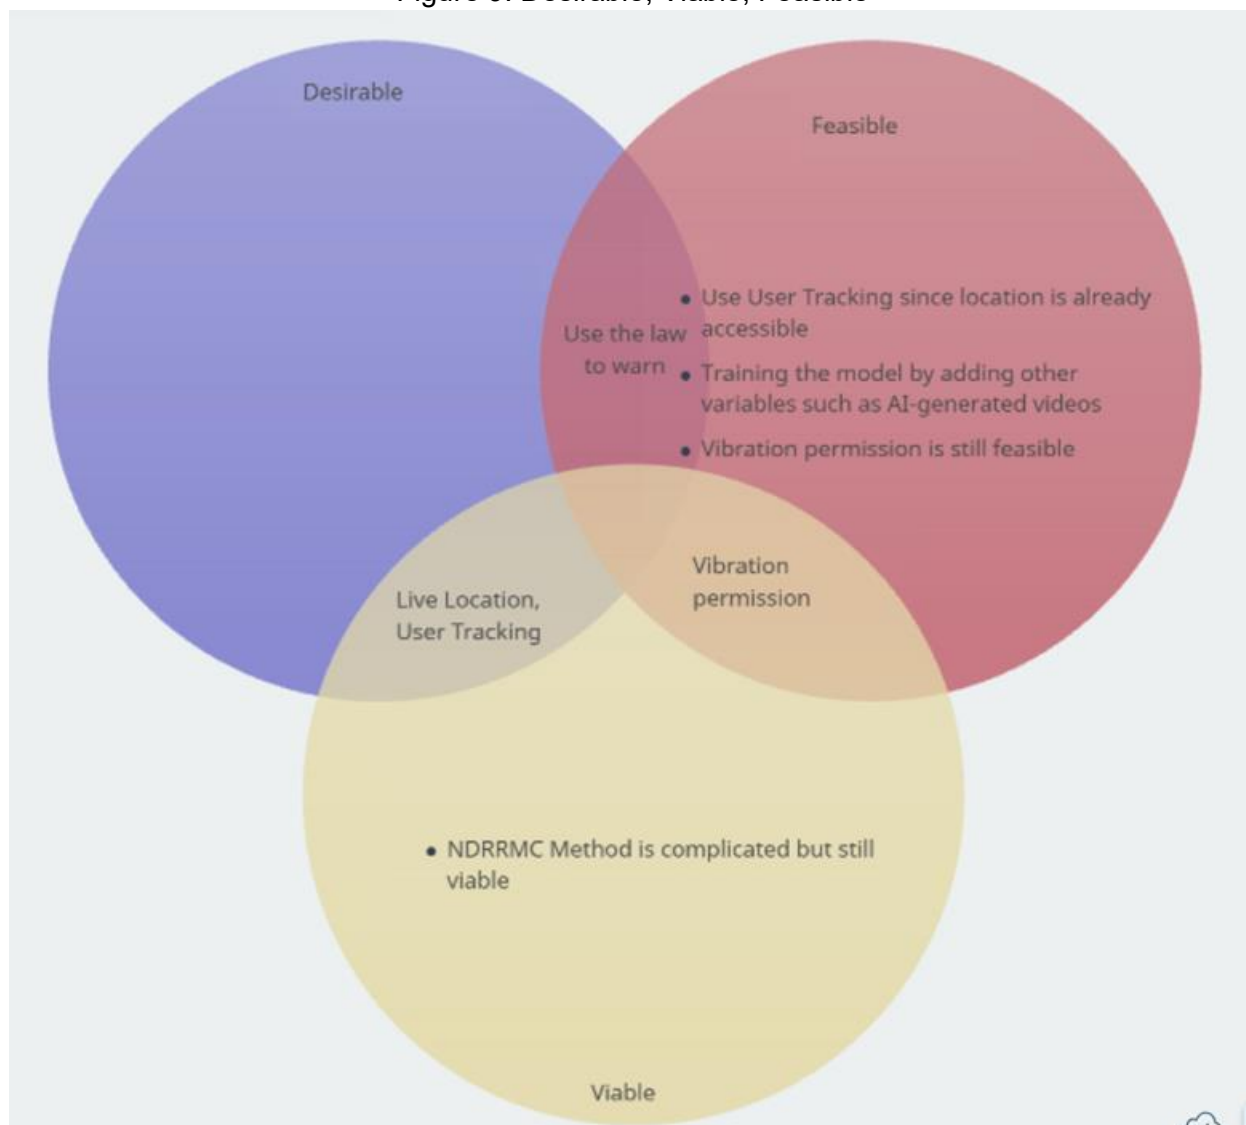 Desirable
Feasible
Use the law
to warn
• Use User Tracking since location is already
accessible
• Training the model by adding other
variables such as AI-generated videos
• Vibration permission is still feasible
Vibration
permission
Live Location,
User Tracking
• NDRRMC Method is complicated but still
viable
Viable